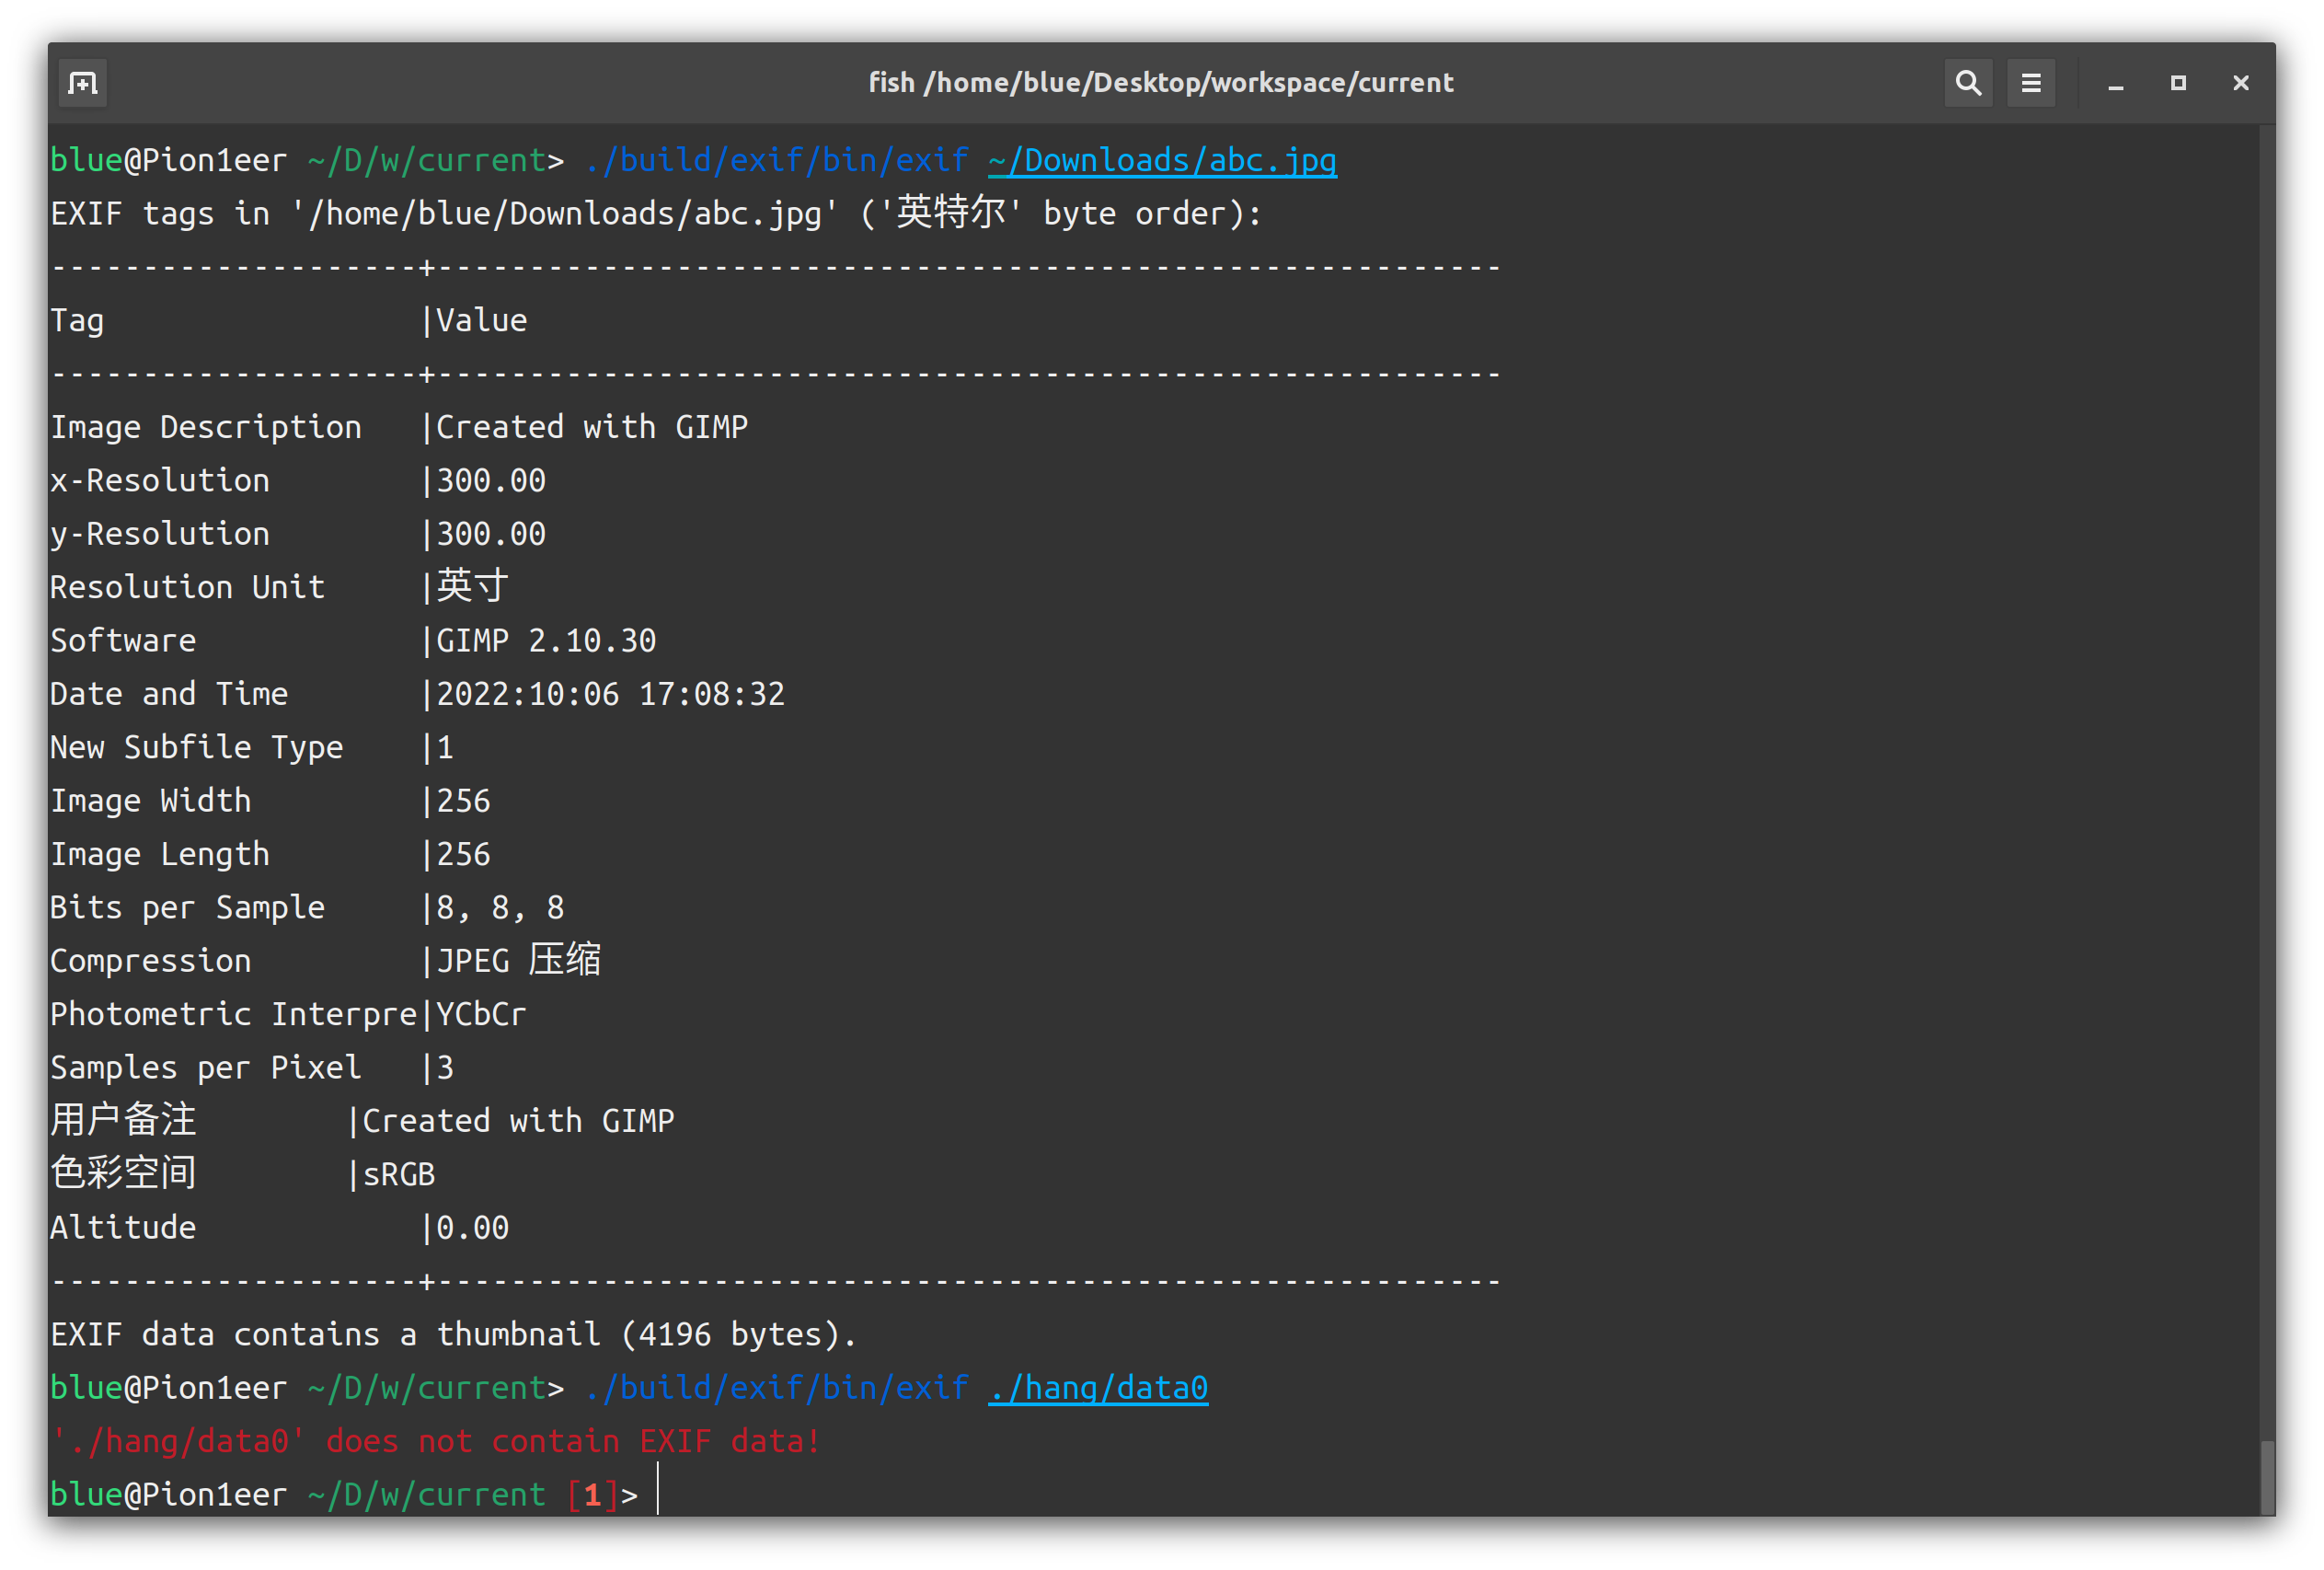 fish /home/blue/Desktop/workspace/current
blue@Pion1eer ~/D/w/current> ./build/exif/bin/exif ~/Downloads/abc.jpg
EXIF tags in '/home/blue/Downloads/abc.jpg' ('英特尔' byte order):
--------------------+----------------------------------------------------------
Tag                 |Value
--------------------+----------------------------------------------------------
Image Description   |Created with GIMP
x-Resolution        |300.00
y-Resolution        |300.00
Resolution Unit     |英寸
Software            |GIMP 2.10.30
Date and Time       |2022:10:06 17:08:32
New Subfile Type    |1
Image Width         |256
Image Length        |256
Bits per Sample     |8, 8, 8
Compression         |JPEG 压缩
Photometric Interpre|YCbCr
Samples per Pixel   |3
用户备注        |Created with GIMP
色彩空间        |sRGB
Altitude            |0.00
--------------------+----------------------------------------------------------
EXIF data contains a thumbnail (4196 bytes).
blue@Pion1eer ~/D/w/current> ./build/exif/bin/exif ./hang/data0
'./hang/data0' does not contain EXIF data!
blue@Pion1eer ~/D/w/current [1]>